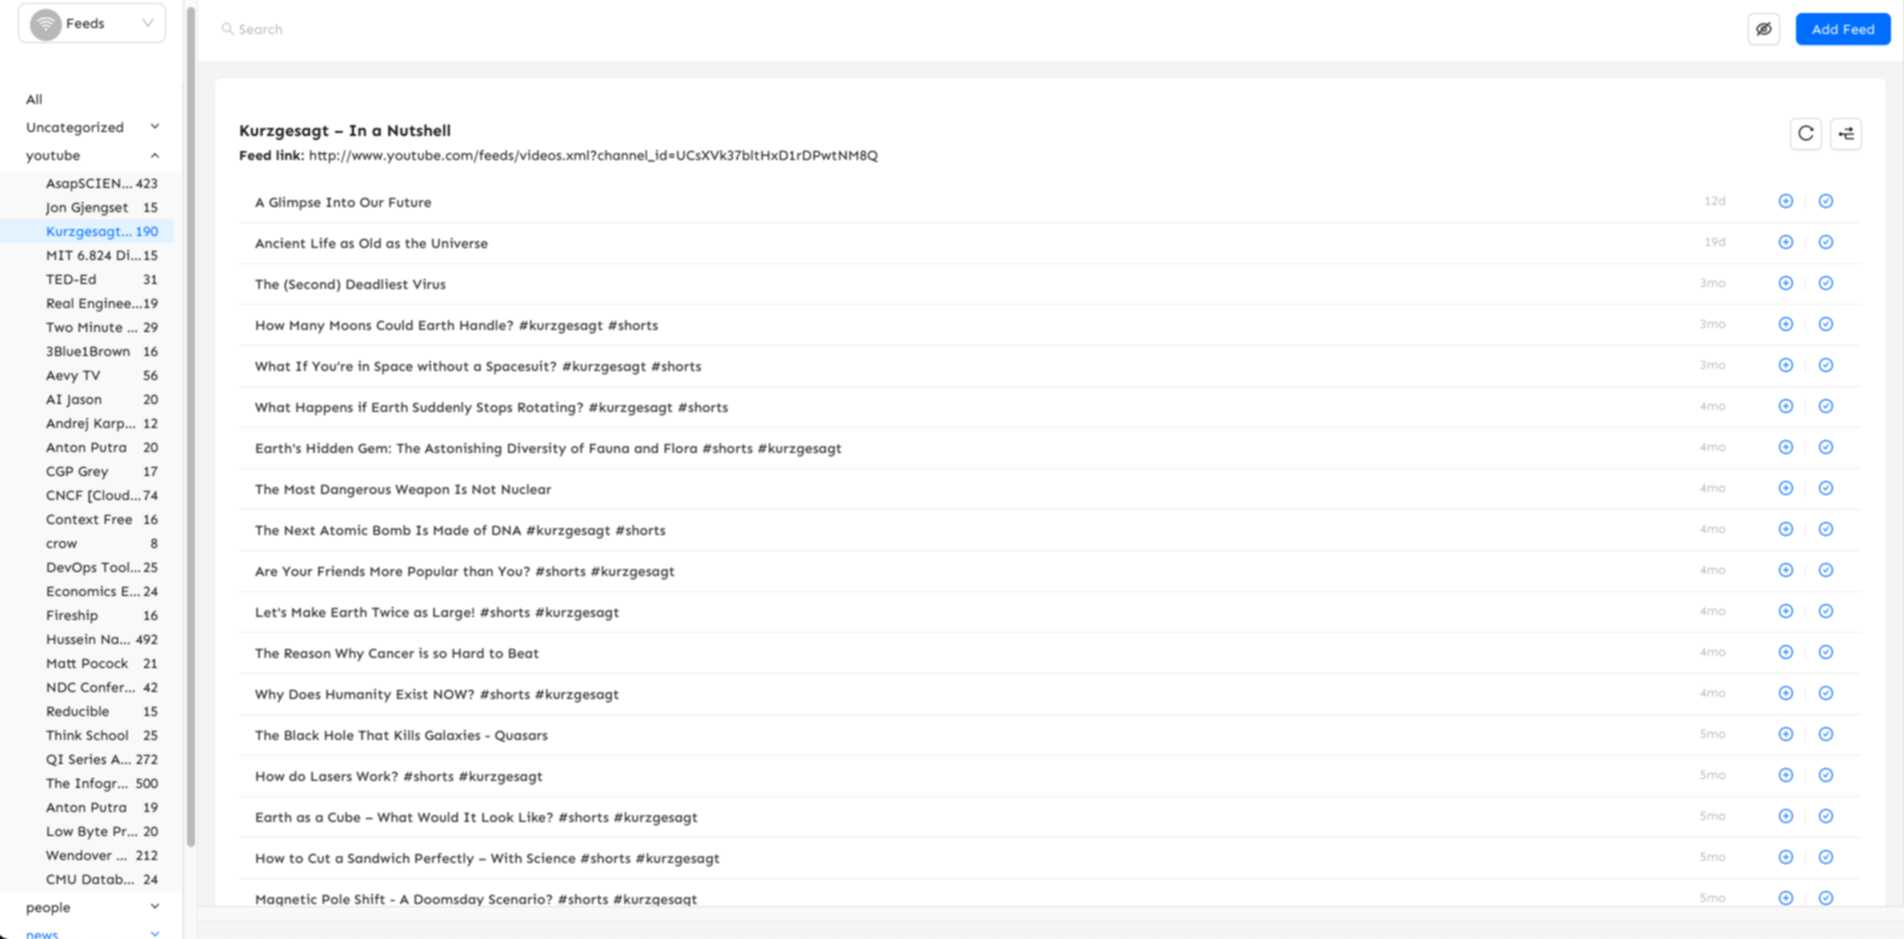 Feeds
Search
Add Feed
All
Uncategorized
youtube
AsapSCIEN... 423
Jon Gjengset 15
Kurzgesagt... 190
MIT 6.824 Di... 15
TED-Ed 31
Real Enginee... 19
Two Minute ... 29
3Blue1Brown 16
Aevy TV 56
AI Jason 20
Andrej Karp... 12
Anton Putra 20
CGP Grey 17
CNCF [Cloud... 74
Context Free 16
crow 8
DevOps Tool... 25
Economics E... 24
Fireship 16
Hussein Na... 492
Matt Pocock 21
NDC Confer... 42
Reducible 15
Think School 25
QI Series A... 272
The Infogr... 500
Anton Putra 19
Low Byte Pr... 20
Wendover ... 212
CMU Datab... 24
people
news
Kurzgesagt – In a Nutshell
Feed link: http://www.youtube.com/feeds/videos.xml?channel_id=UCsXVk37bltHxD1rDPwtNM8Q
A Glimpse Into Our Future 12d
Ancient Life as Old as the Universe 19d
The (Second) Deadliest Virus 3mo
How Many Moons Could Earth Handle? #kurzgesagt #shorts 3mo
What If You're in Space without a Spacesuit? #kurzgesagt #shorts 3mo
What Happens if Earth Suddenly Stops Rotating? #kurzgesagt #shorts 4mo
Earth's Hidden Gem: The Astonishing Diversity of Fauna and Flora #shorts #kurzgesagt 4mo
The Most Dangerous Weapon Is Not Nuclear 4mo
The Next Atomic Bomb Is Made of DNA #kurzgesagt #shorts 4mo
Are Your Friends More Popular than You? #shorts #kurzgesagt 4mo
Let's Make Earth Twice as Large! #shorts #kurzgesagt 4mo
The Reason Why Cancer is so Hard to Beat 4mo
Why Does Humanity Exist NOW? #shorts #kurzgesagt 4mo
The Black Hole That Kills Galaxies - Quasars 5mo
How do Lasers Work? #shorts #kurzgesagt 5mo
Earth as a Cube – What Would It Look Like? #shorts #kurzgesagt 5mo
How to Cut a Sandwich Perfectly – With Science #shorts #kurzgesagt 5mo
Magnetic Pole Shift - A Doomsday Scenario? #shorts #kurzgesagt 5mo